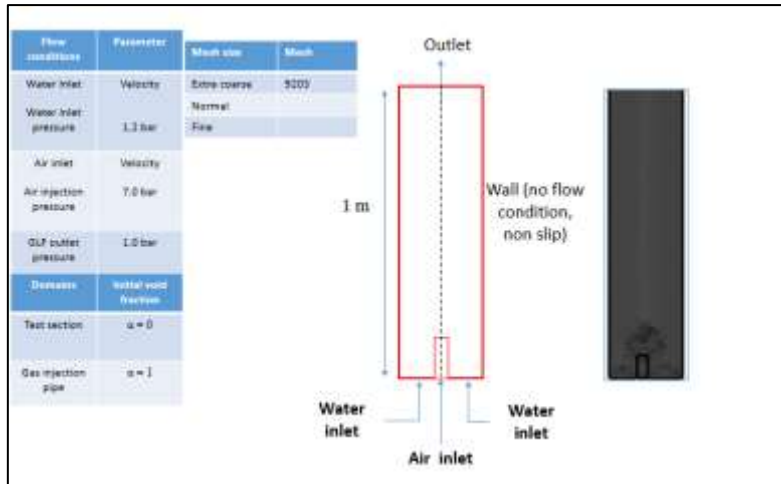 Flow Parameter
conditions
Water Inlet Velocity
Water Inlet
pressure 1.2 bar
Air inlet Velocity
Air injection 7.0 bar
pressure
GLF outlet 1.0 bar
pressure
Domains Initial void
fraction
Test section α = 0
Gas injection α = 1
pipe
Mesh size Mesh
Extra coarse 9203
Normal
Fine
Outlet
1 m
Wall (no flow
condition,
non slip)
Water
inlet
Water
inlet
Air inlet